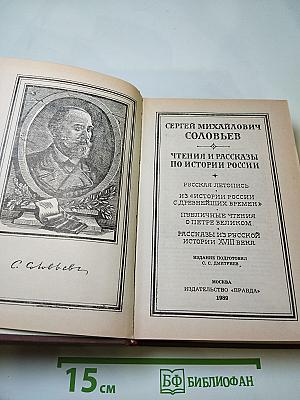 СЕРГЕЙ МИХАЙЛОВИЧ
СОЛОВЬЕВ
ЧТЕНИЯ И РАССКАЗЫ
ПО ИСТОРИИ РОССИИ
РУССКАЯ ЛЕТОПИСЬ
ИЗ «ИСТОРИИ РОССИИ
С ДРЕВНЕЙШИХ ВРЕМЕН»
ПУБЛИЧНЫЕ ЧТЕНИЯ
О ПЕТРЕ ВЕЛИКОМ
РАССКАЗЫ ИЗ РУССКОЙ
ИСТОРИИ XVIII ВЕКА
ИЗДАНИЕ ПОДГОТОВИЛ
С. С. ДМИТРИЕВ
МОСКВА
ИЗДАТЕЛЬСТВО «ПРАВДА»
1989
С. Соловьев
15 см
БФ БИБЛИОФАН